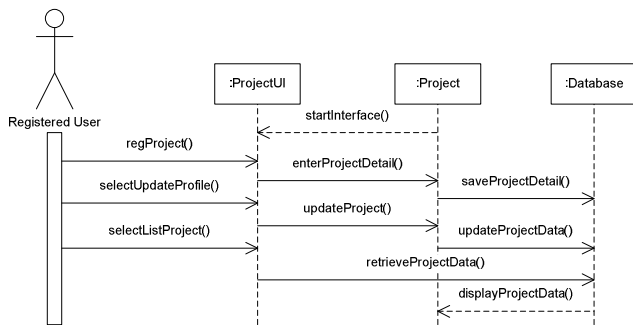 :ProjectUI
:Project
:Database
startInterface()
Registered User
regProject()
enterProjectDetail()
saveProjectDetail()
selectUpdateProfile()
updateProject()
selectListProject()
updateProjectData()
retrieveProjectData()
displayProjectData()